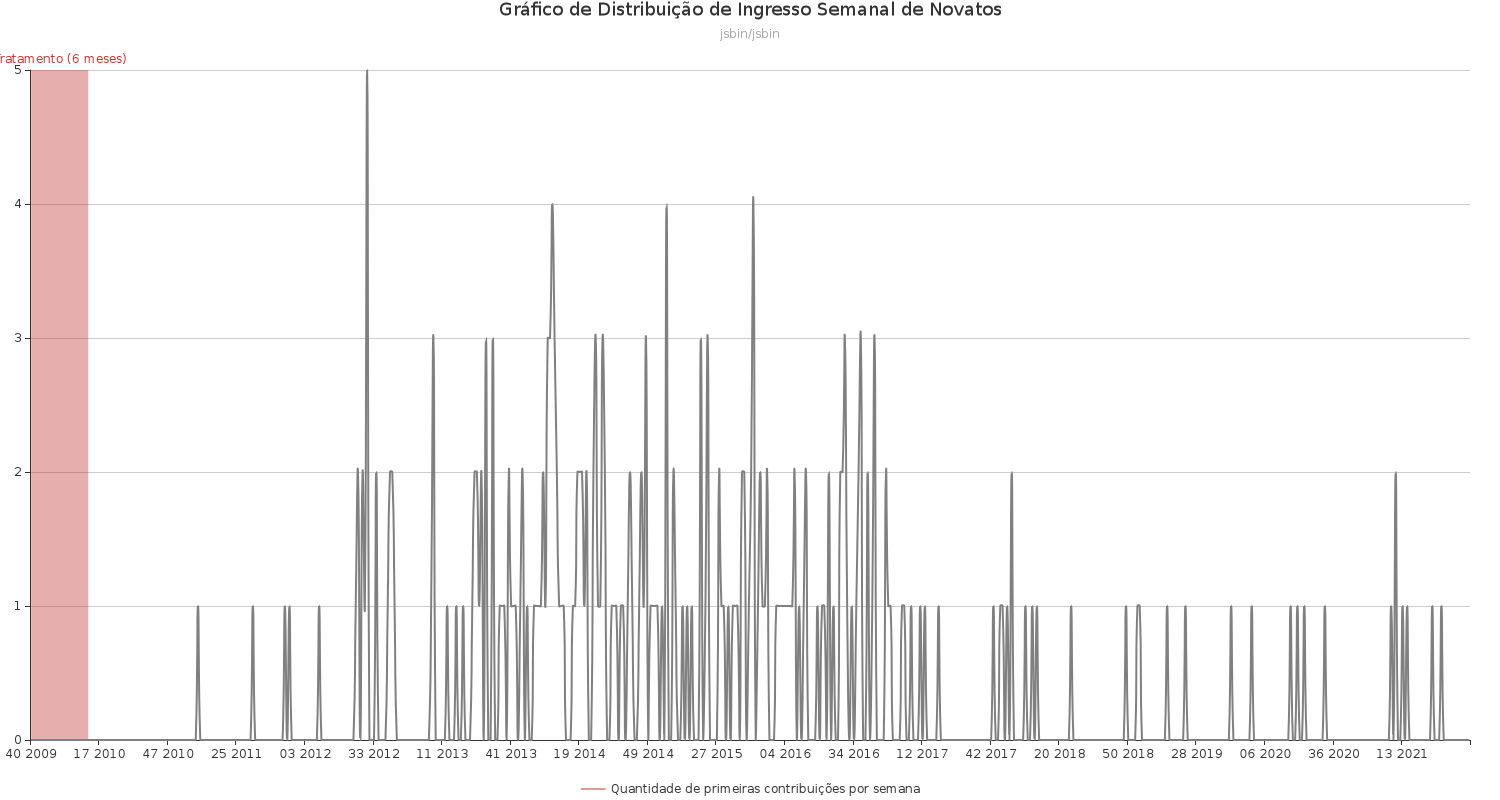 Gráfico de Distribuição de Ingresso Semanal de Novatos
jsbin/jsbin
Tratamento (6 meses)
5
4
3
2
1
0
40 2009 17 2010 47 2010 25 2011 03 2012 33 2012 11 2013 41 2013 19 2014 49 2014 27 2015 04 2016 34 2016 12 2017 42 2017 20 2018 50 2018 28 2019 06 2020 36 2020 13 2021
Quantidade de primeiras contribuições por semana